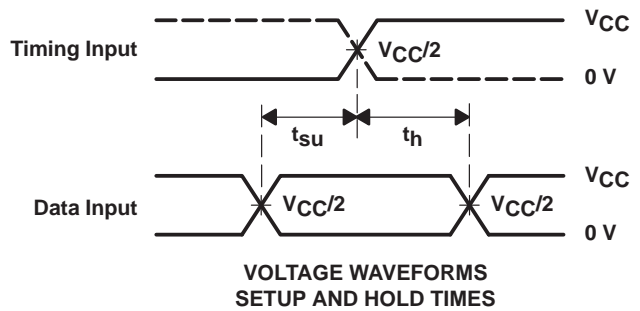 VCC
Timing Input
VCC/2
0 V
tsu
th
VCC
Data Input
VCC/2
VCC/2
0 V
VOLTAGE WAVEFORMS
SETUP AND HOLD TIMES